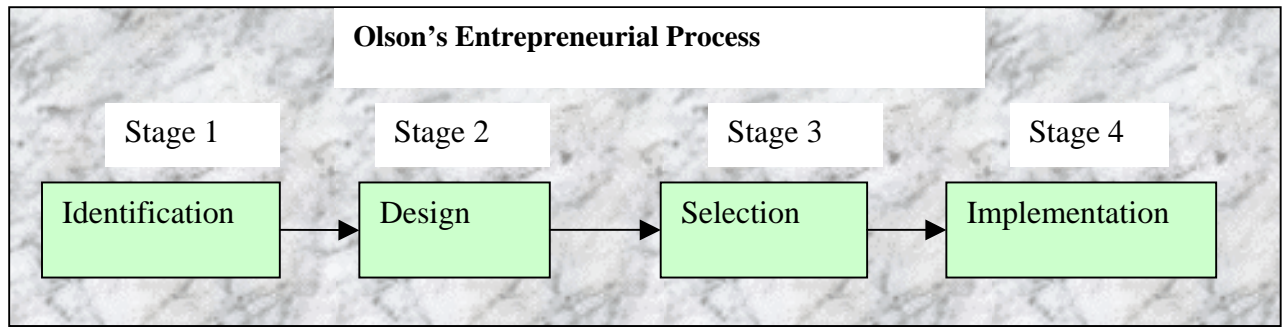 Olson’s Entrepreneurial Process
Stage 1
Stage 2
Stage 3
Stage 4
Identification
Design
Selection
Implementation